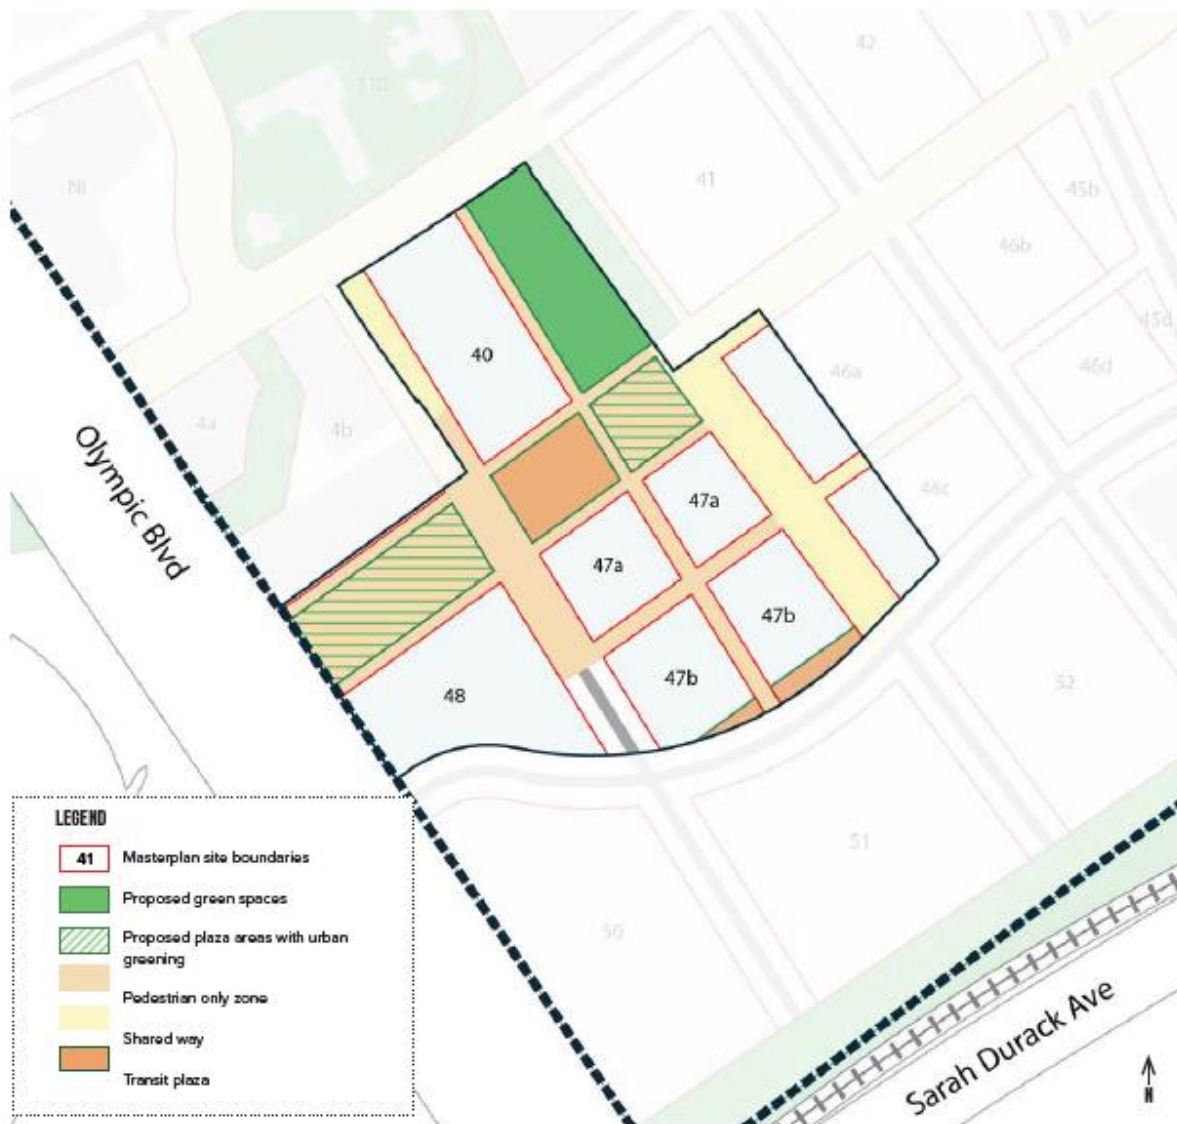 42
110
41
NI
45b
46b
45d
46a
46d
40
4a
4b
47a
46c
47a
47b
47b
48
52
51
50
Olympic Blvd
Sarah Durack Ave
N
LEGEND
41 Masterplan site boundaries
Proposed green spaces
Proposed plaza areas with urban
greening
Pedestrian only zone
Shared way
Transit plaza